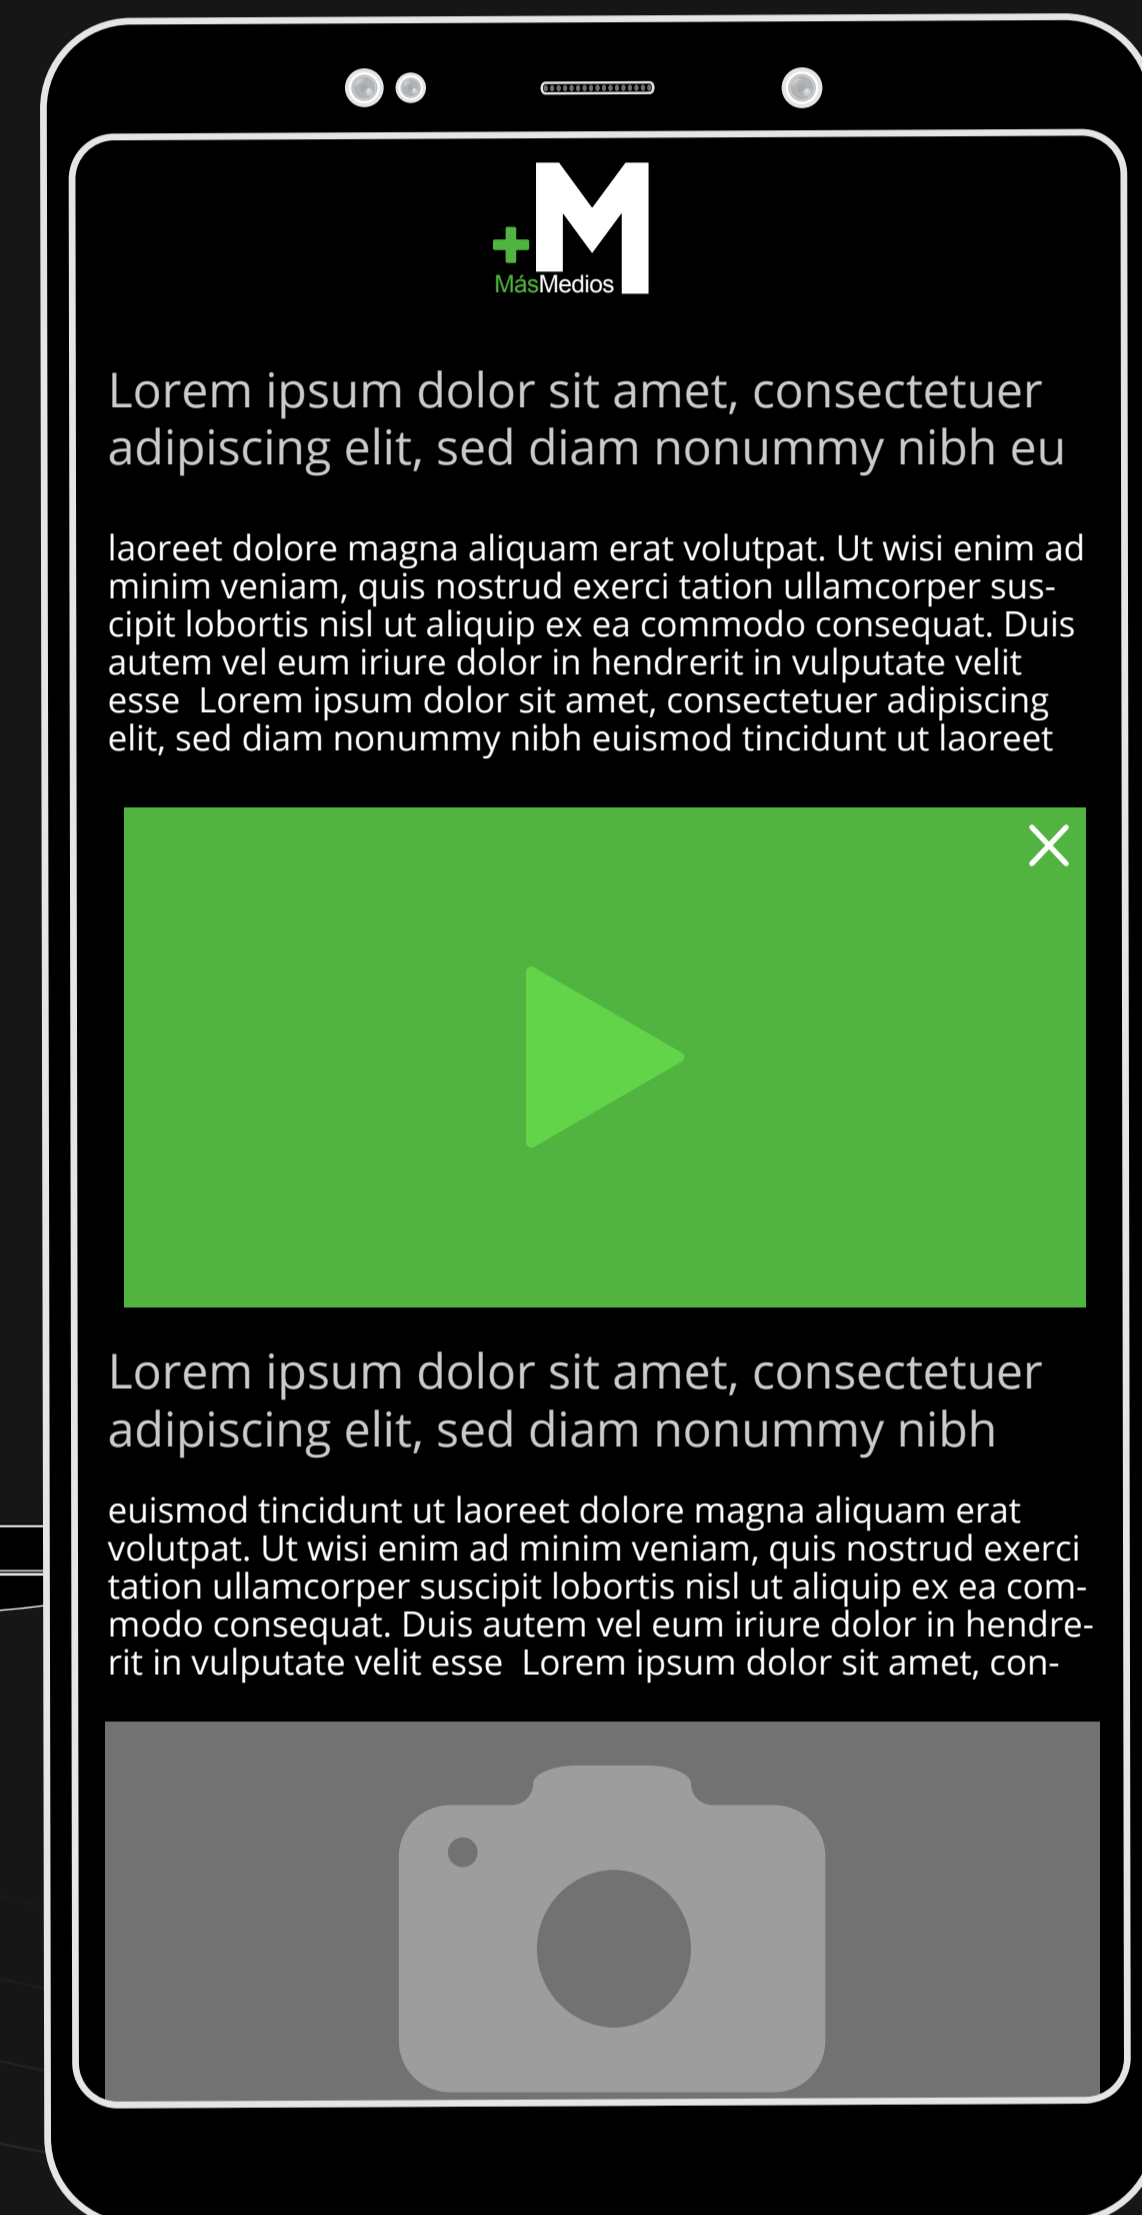 M
MásMedios
Lorem ipsum dolor sit amet, consectetuer
adipiscing elit, sed diam nonummy nibh eu
laoreet dolore magna aliquam erat volutpat. Ut wisi enim ad
minim veniam, quis nostrud exerci tation ullamcorper sus-
cipit lobortis nisl ut aliquip ex ea commodo consequat. Duis
autem vel eum iriure dolor in hendrerit in vulputate velit
esse  Lorem ipsum dolor sit amet, consectetuer adipiscing
elit, sed diam nonummy nibh euismod tincidunt ut laoreet
Lorem ipsum dolor sit amet, consectetuer
adipiscing elit, sed diam nonummy nibh
euismod tincidunt ut laoreet dolore magna aliquam erat
volutpat. Ut wisi enim ad minim veniam, quis nostrud exerci
tation ullamcorper suscipit lobortis nisl ut aliquip ex ea com-
modo consequat. Duis autem vel eum iriure dolor in hendre-
rit in vulputate velit esse  Lorem ipsum dolor sit amet, con-